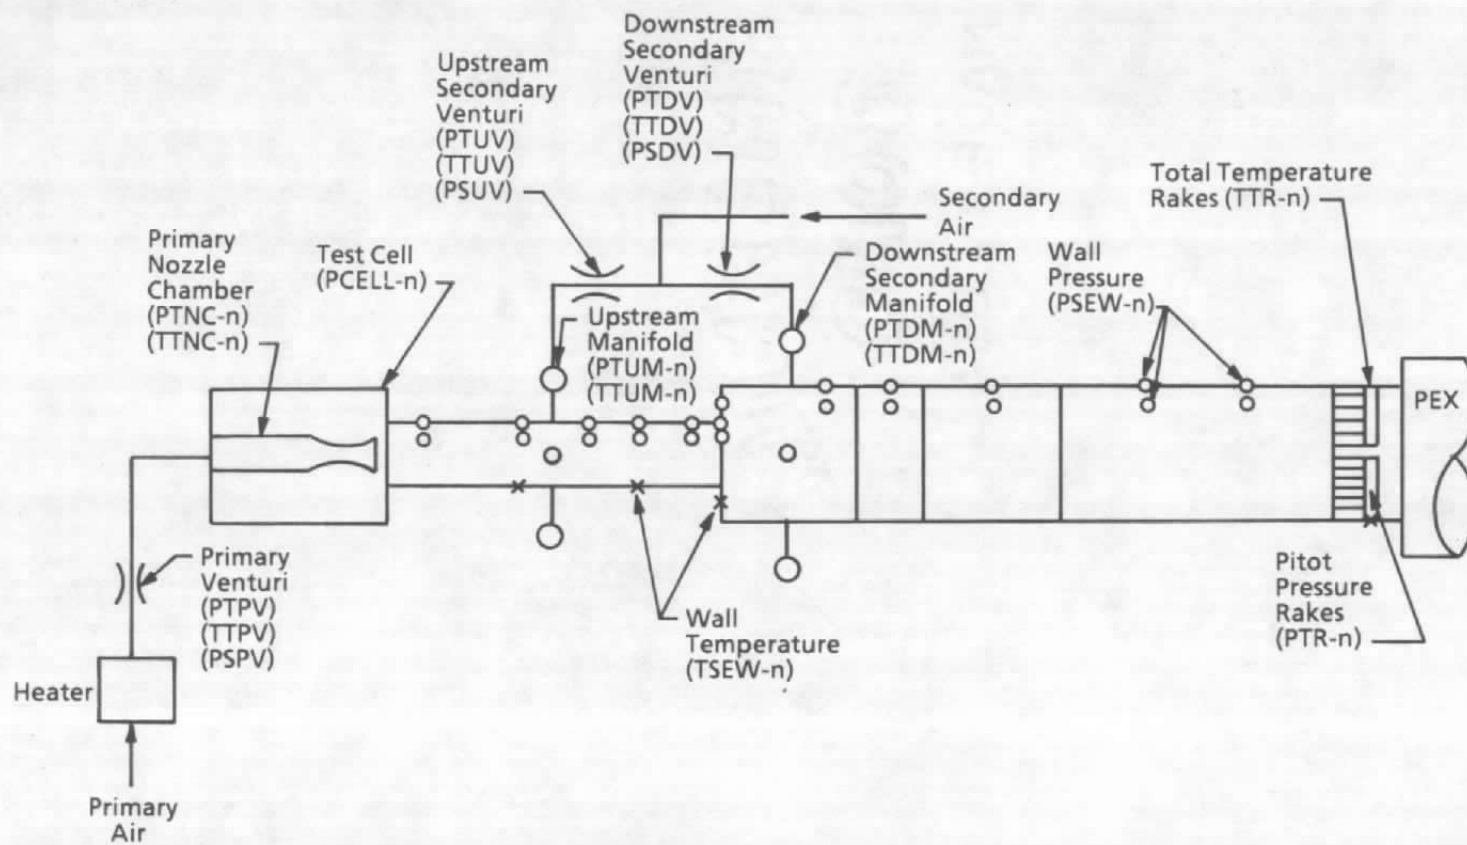 Downstream
Secondary
Venturi
(PTDV)
(TTDV)
(PSDV)
Upstream
Secondary
Venturi
(PTUV)
(TTUV)
(PSUV)
Total Temperature
Rakes (TTR-n)
Secondary
Air
Primary
Nozzle
Chamber
(PTNC-n)
(TTNC-n)
Test Cell
(PCELL-n)
Downstream
Secondary
Manifold
(PTDM-n)
(TTDM-n)
Wall
Pressure
(PSEW-n)
Upstream
Manifold
(PTUM-n)
(TTUM-n)
PEX
Primary
Venturi
(PTPV)
(TTPV)
(PSPV)
Pitot
Pressure
Rakes
(PTR-n)
Wall
Temperature
(TSEW-n)
Heater
Primary
Air